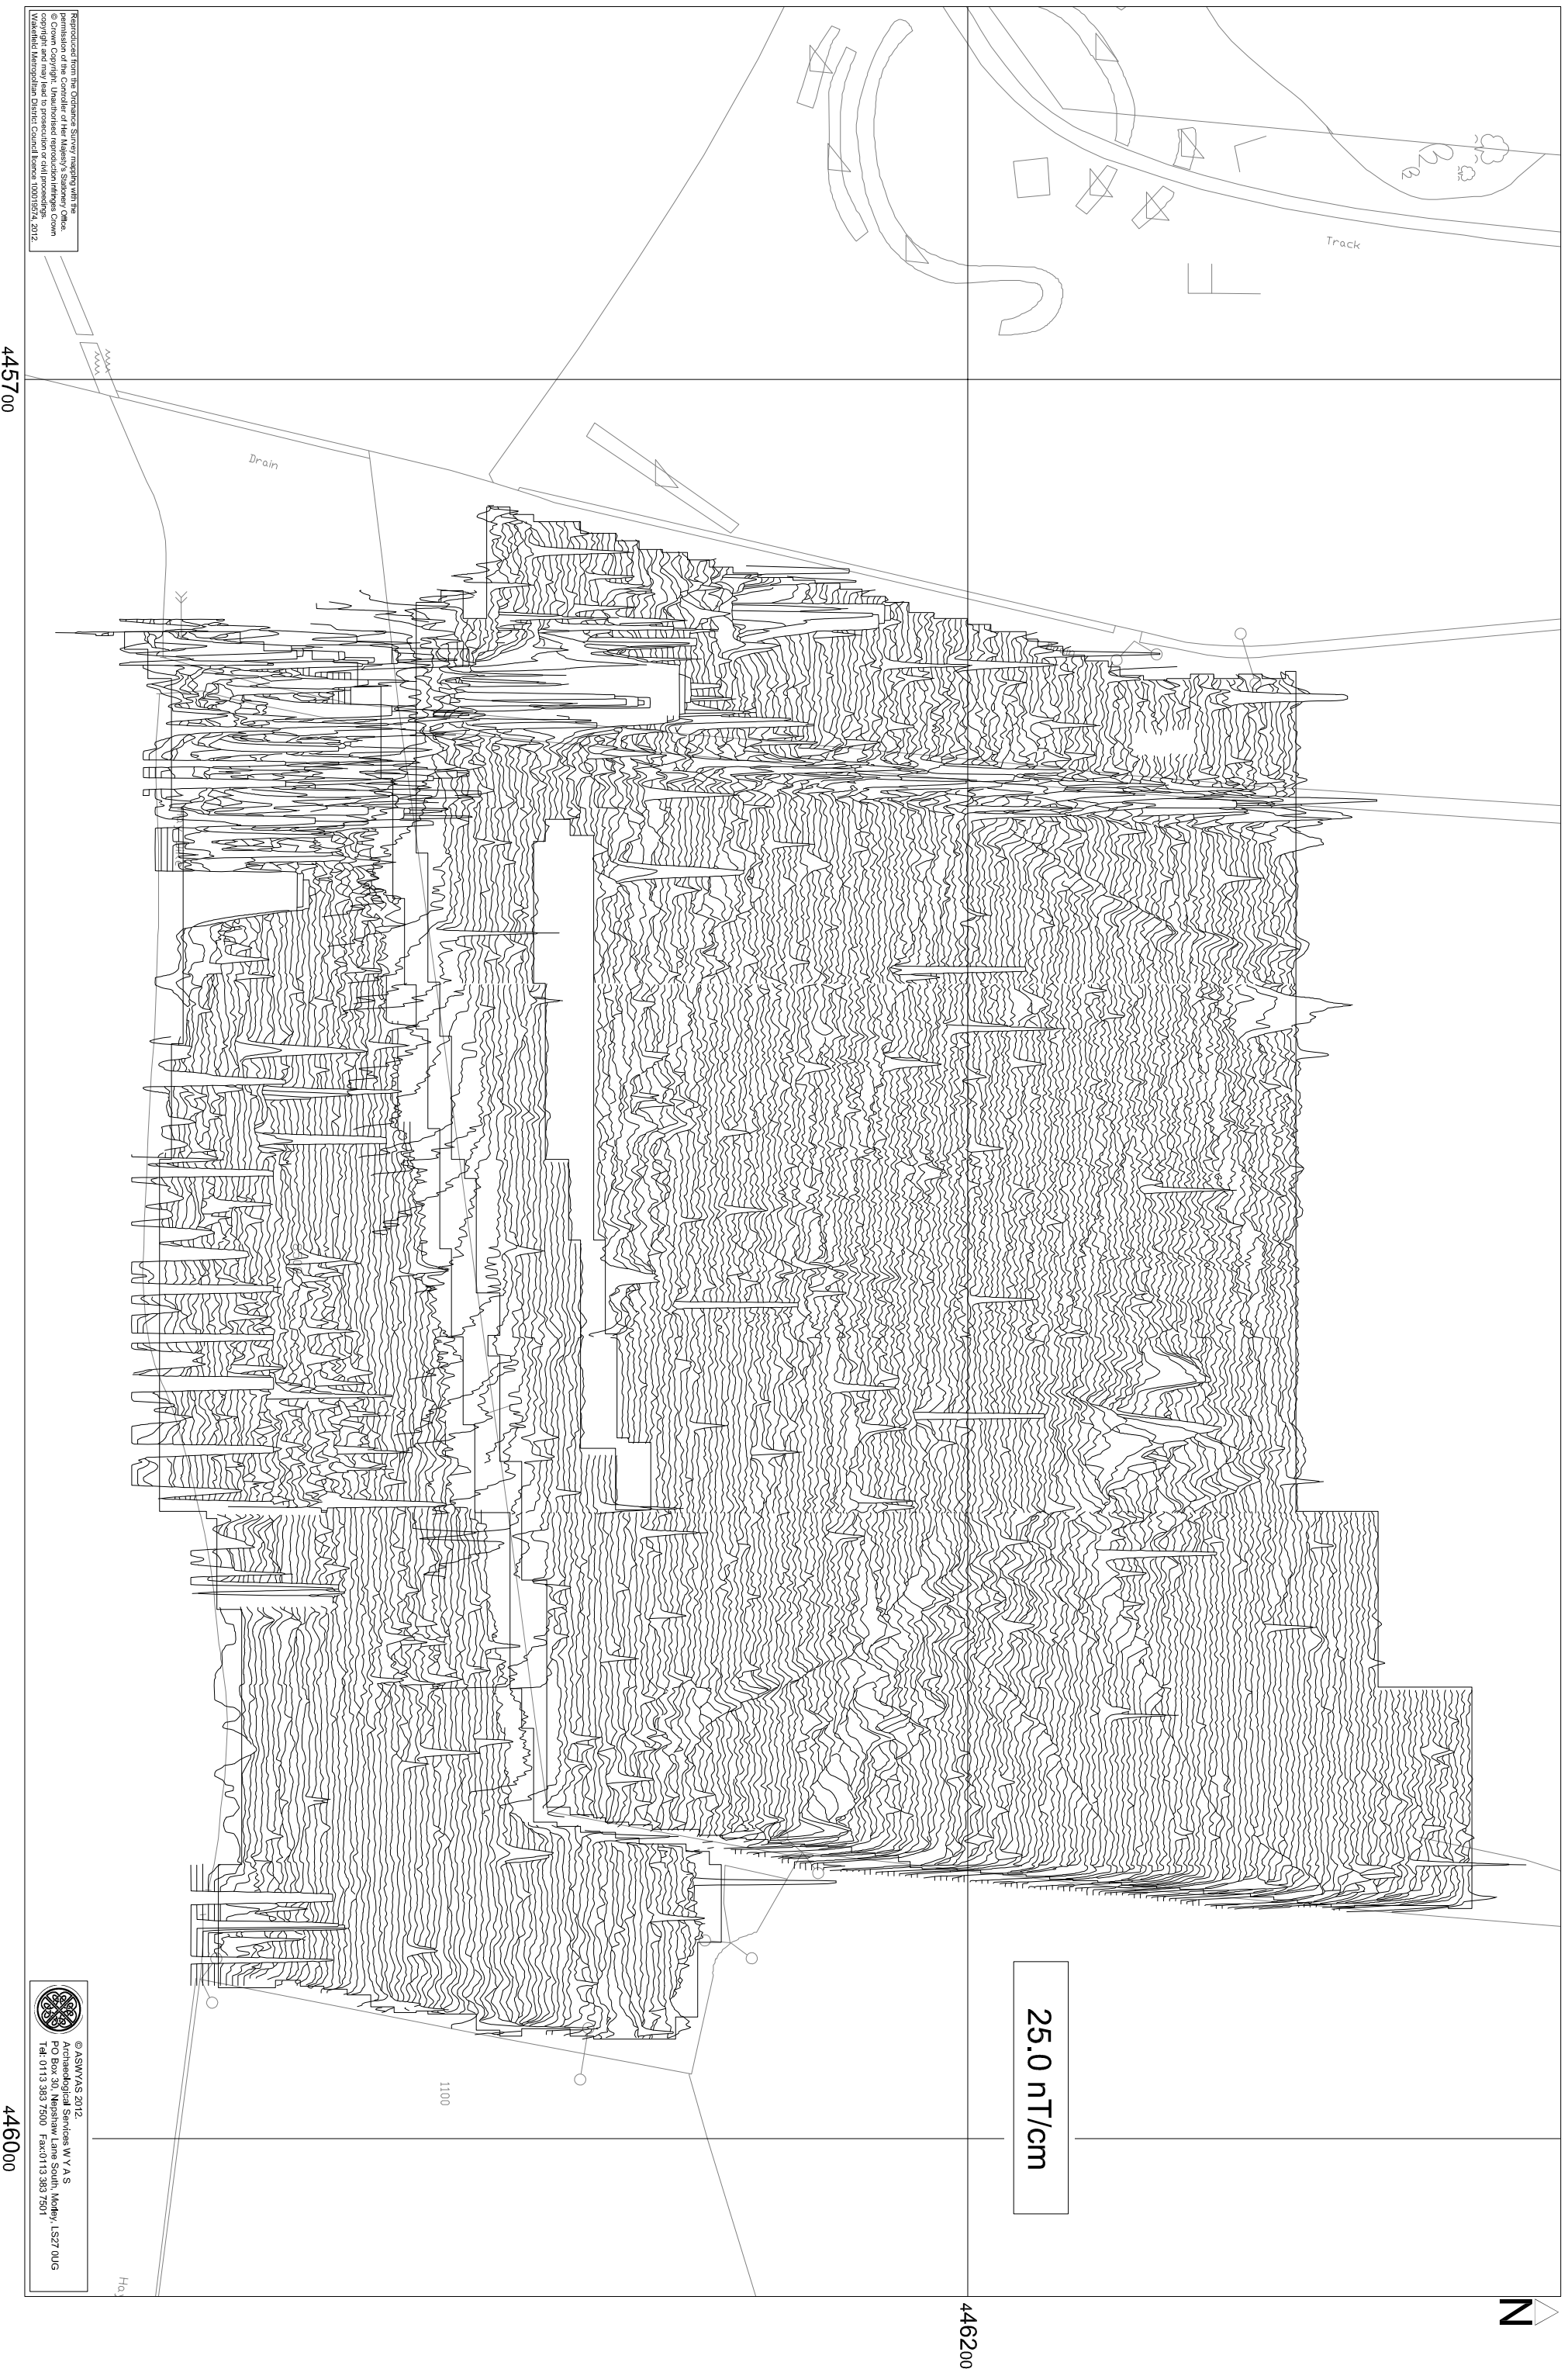 Reproduced from the Ordnance Survey mapping with the
permission of the Controller of Her Majesty's Stationery Office.
© Crown Copyright. Unauthorised reproduction infringes Crown
copyright and may lead to prosecution or civil proceedings.
Wakefield Metropolitan District Council licence 100019574, 2012.
Track
Drain
445700
25.0 nT/cm
1100
© ASWYAS 2012.
Archaeological Services W Y A S
PO Box 30, Nepshaw Lane South, Morley, LS27 0UG
Tel: 0113 383 7500 Fax:0113 383 7501
446000
Ha
446200
N